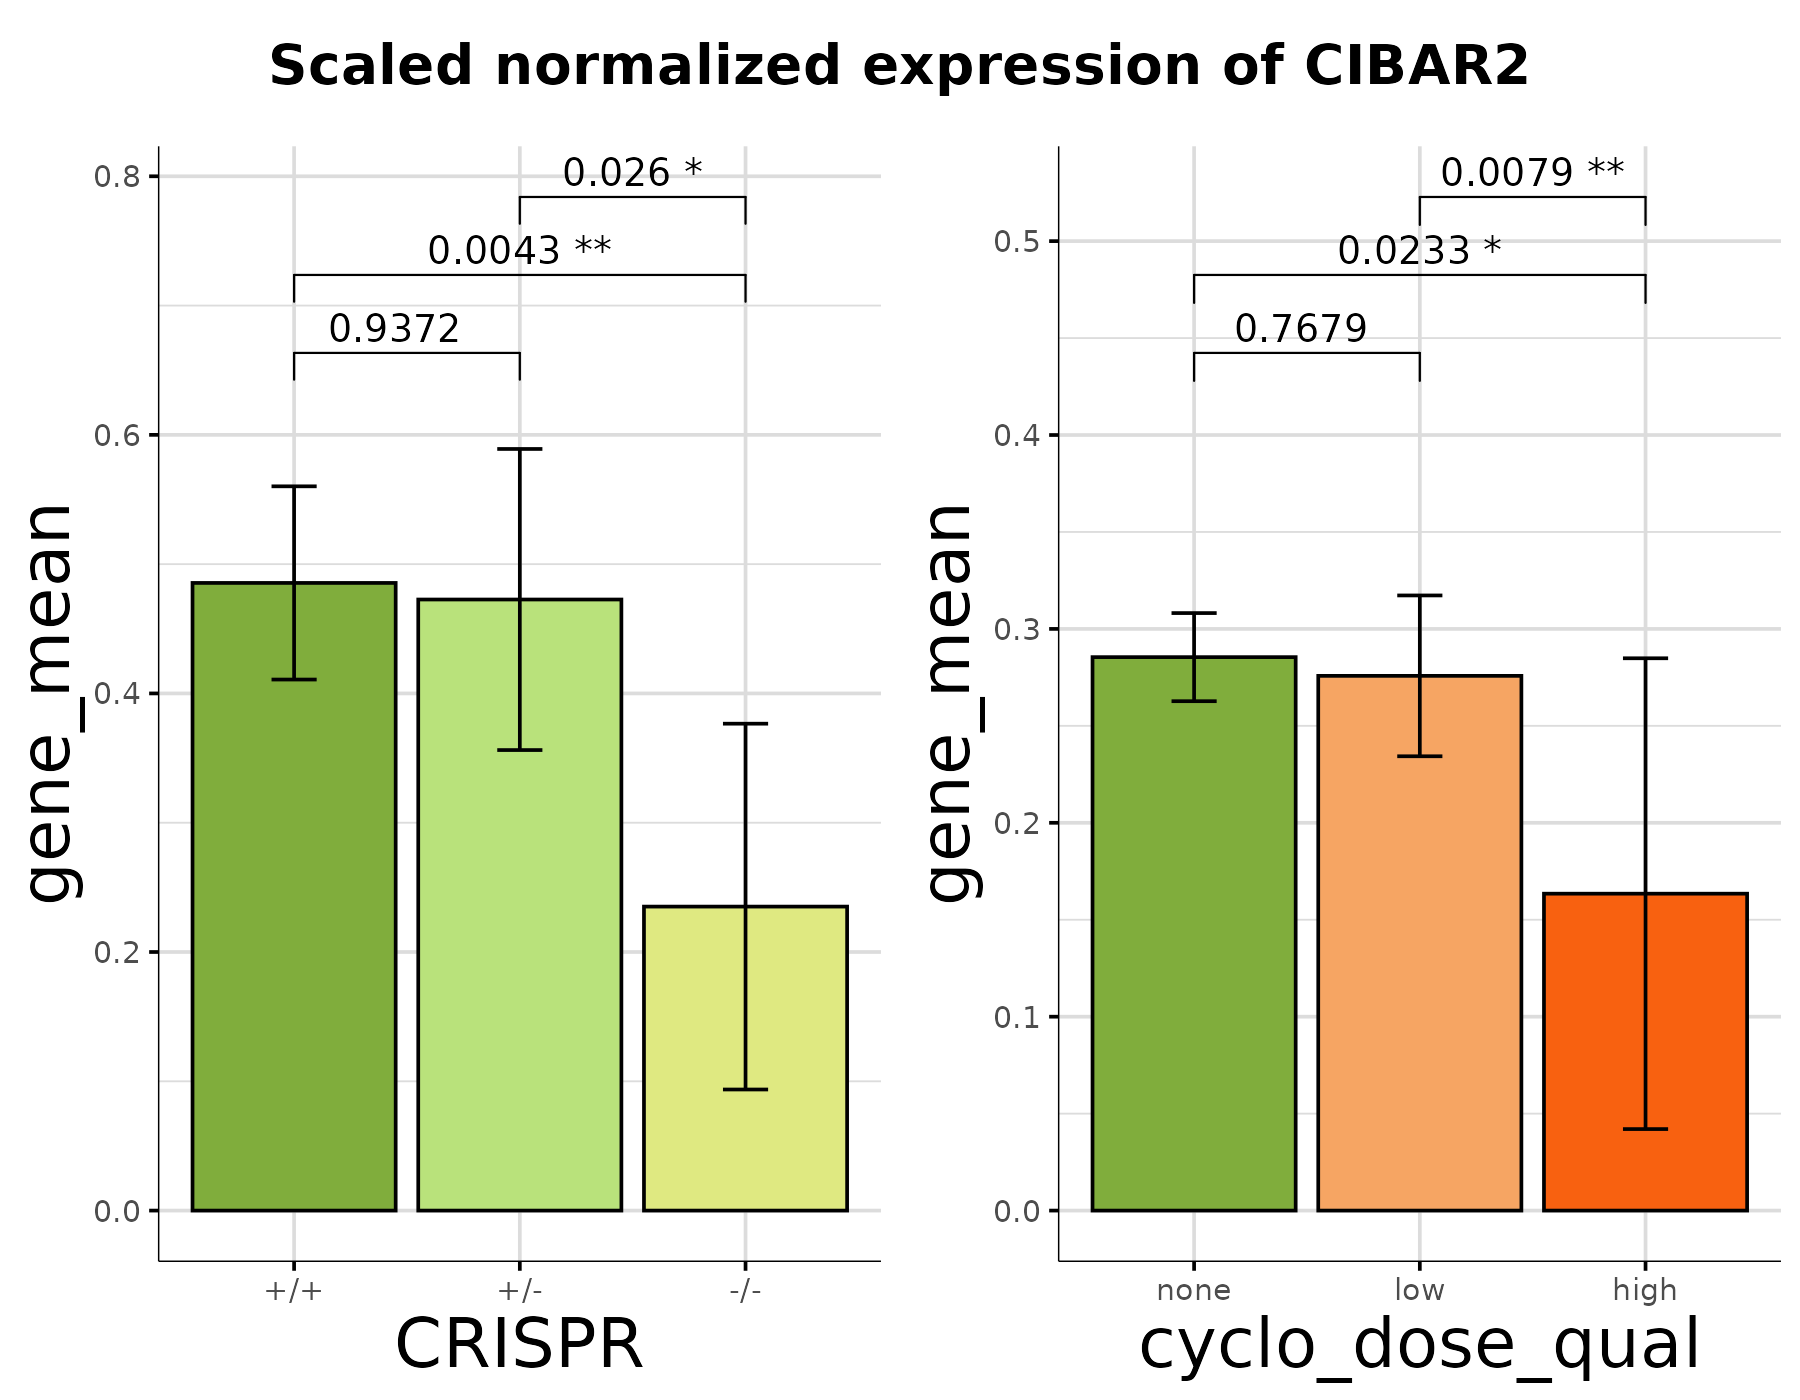 Scaled normalized expression of CIBAR2
gene_mean
0.8
0.6
0.4
0.2
0.0
0.026 *
0.0043 **
0.9372
+/+ +/- -/-
CRISPR
gene_mean
0.5
0.4
0.3
0.2
0.1
0.0
0.0079 **
0.0233 *
0.7679
none low high
cyclo_dose_qual